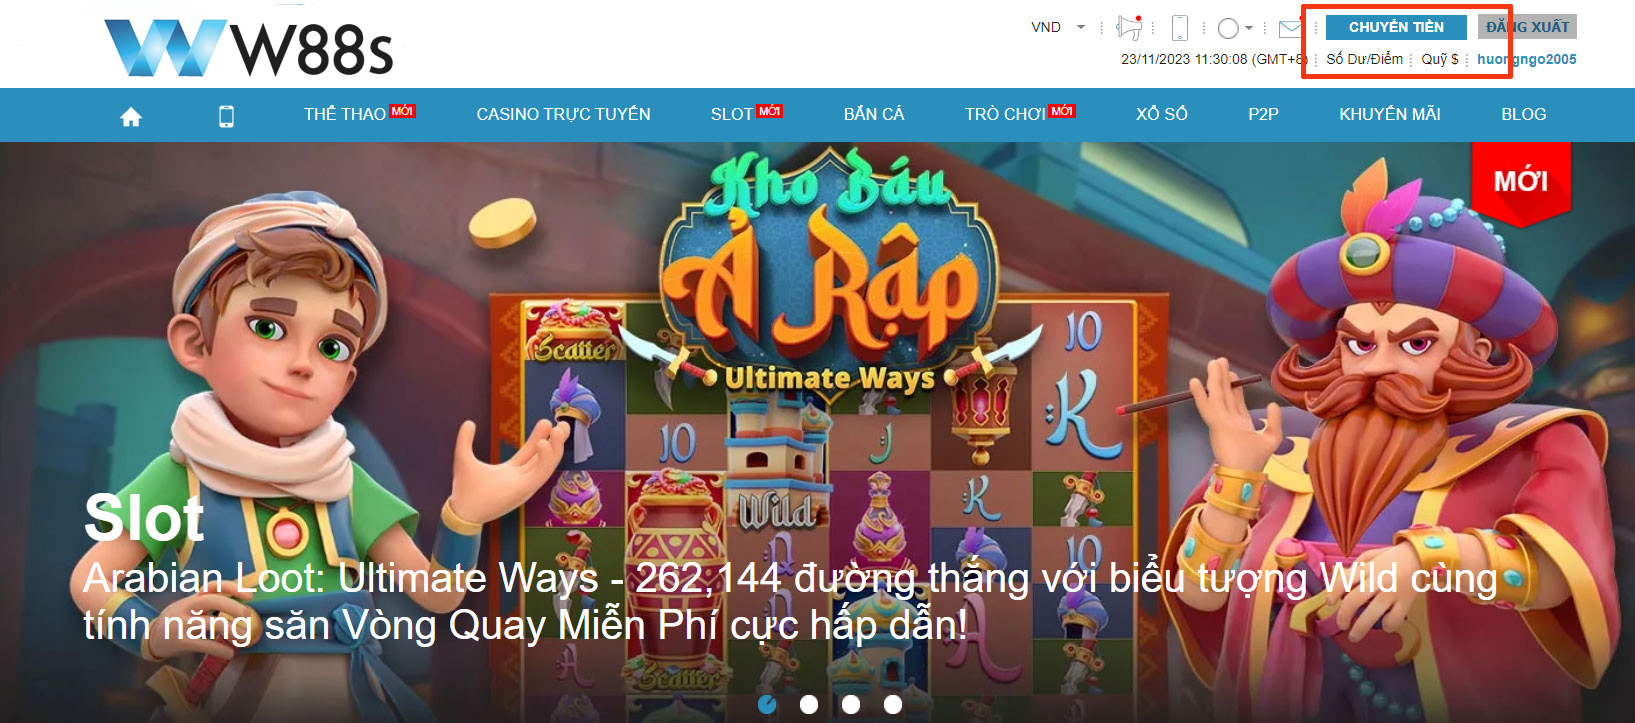 W88s
VND
CHUYỂN TIỀN
ĐĂNG XUẤT
23/11/2023 11:30:08 (GMT+8)
Số Dư/Điểm
Quỹ $
huongngo2005
THỂ THAO MỚI
CASINO TRỰC TUYẾN
SLOT MỚI
BẮN CÁ
TRÒ CHƠI MỚI
XỔ SỐ
P2P
KHUYẾN MÃI
BLOG
MỚI
Kho Báu
Ả Rập
Ultimate Ways
Scatter
10
K
10
J
Wild
K
10
A
A
Scatter
Slot
Arabian Loot: Ultimate Ways - 262,144 đường thắng với biểu tượng Wild cùng
tính năng săn Vòng Quay Miễn Phí cực hấp dẫn!